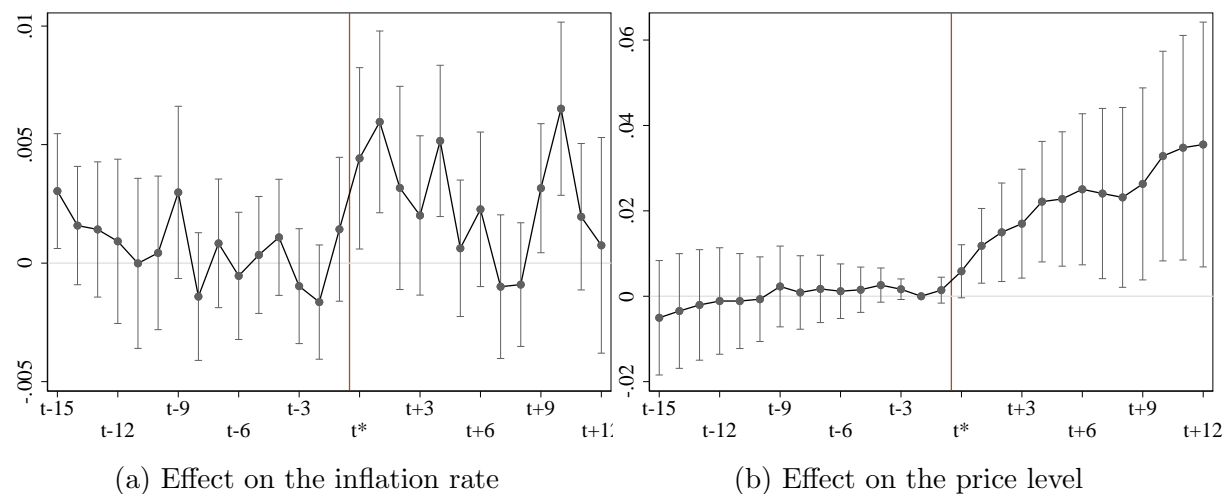 .01
.005
0
-.005
t-15 t-9 t-3 t+3 t+9
t-12 t-6 t* t+6 t+12
(a) Effect on the inflation rate
.06
.04
.02
0
-.02
t-15 t-9 t-3 t+3 t+9
t-12 t-6 t* t+6 t+12
(b) Effect on the price level